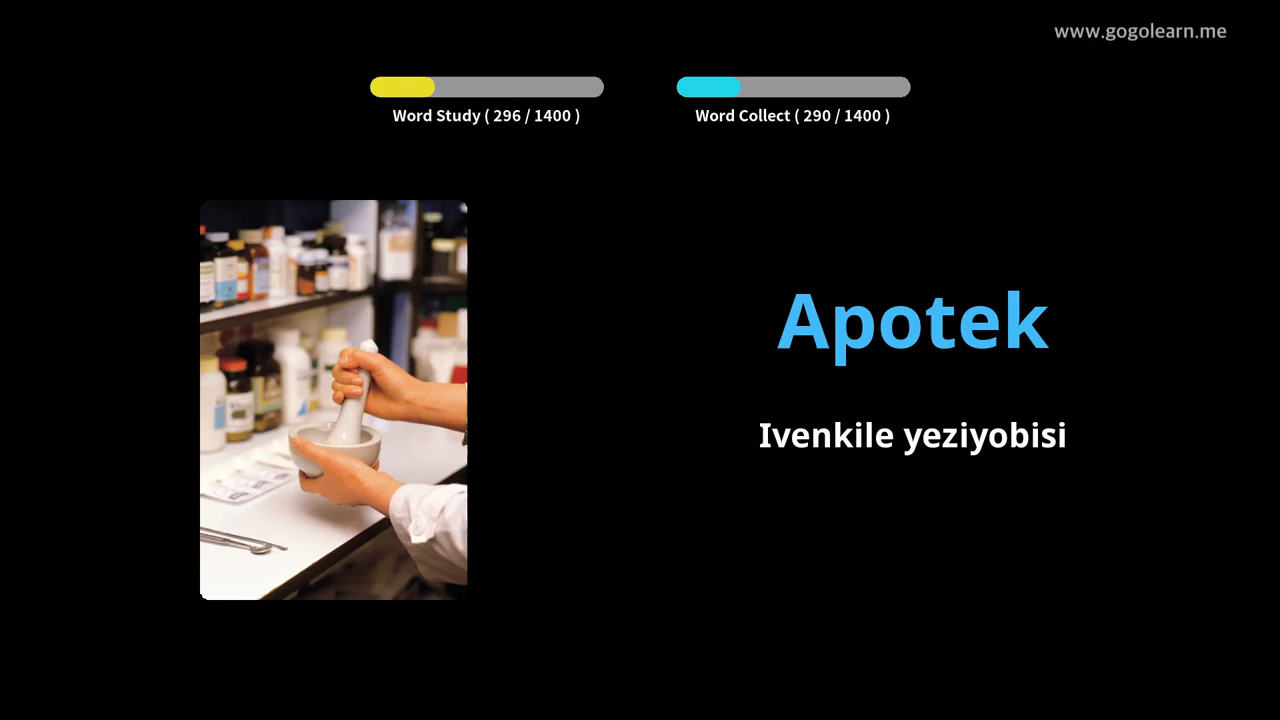 www.gogolearn.me
Word Study ( 296 / 1400 )
Word Collect ( 290 / 1400 )
Apotek
Ivenkile yeziyobisi